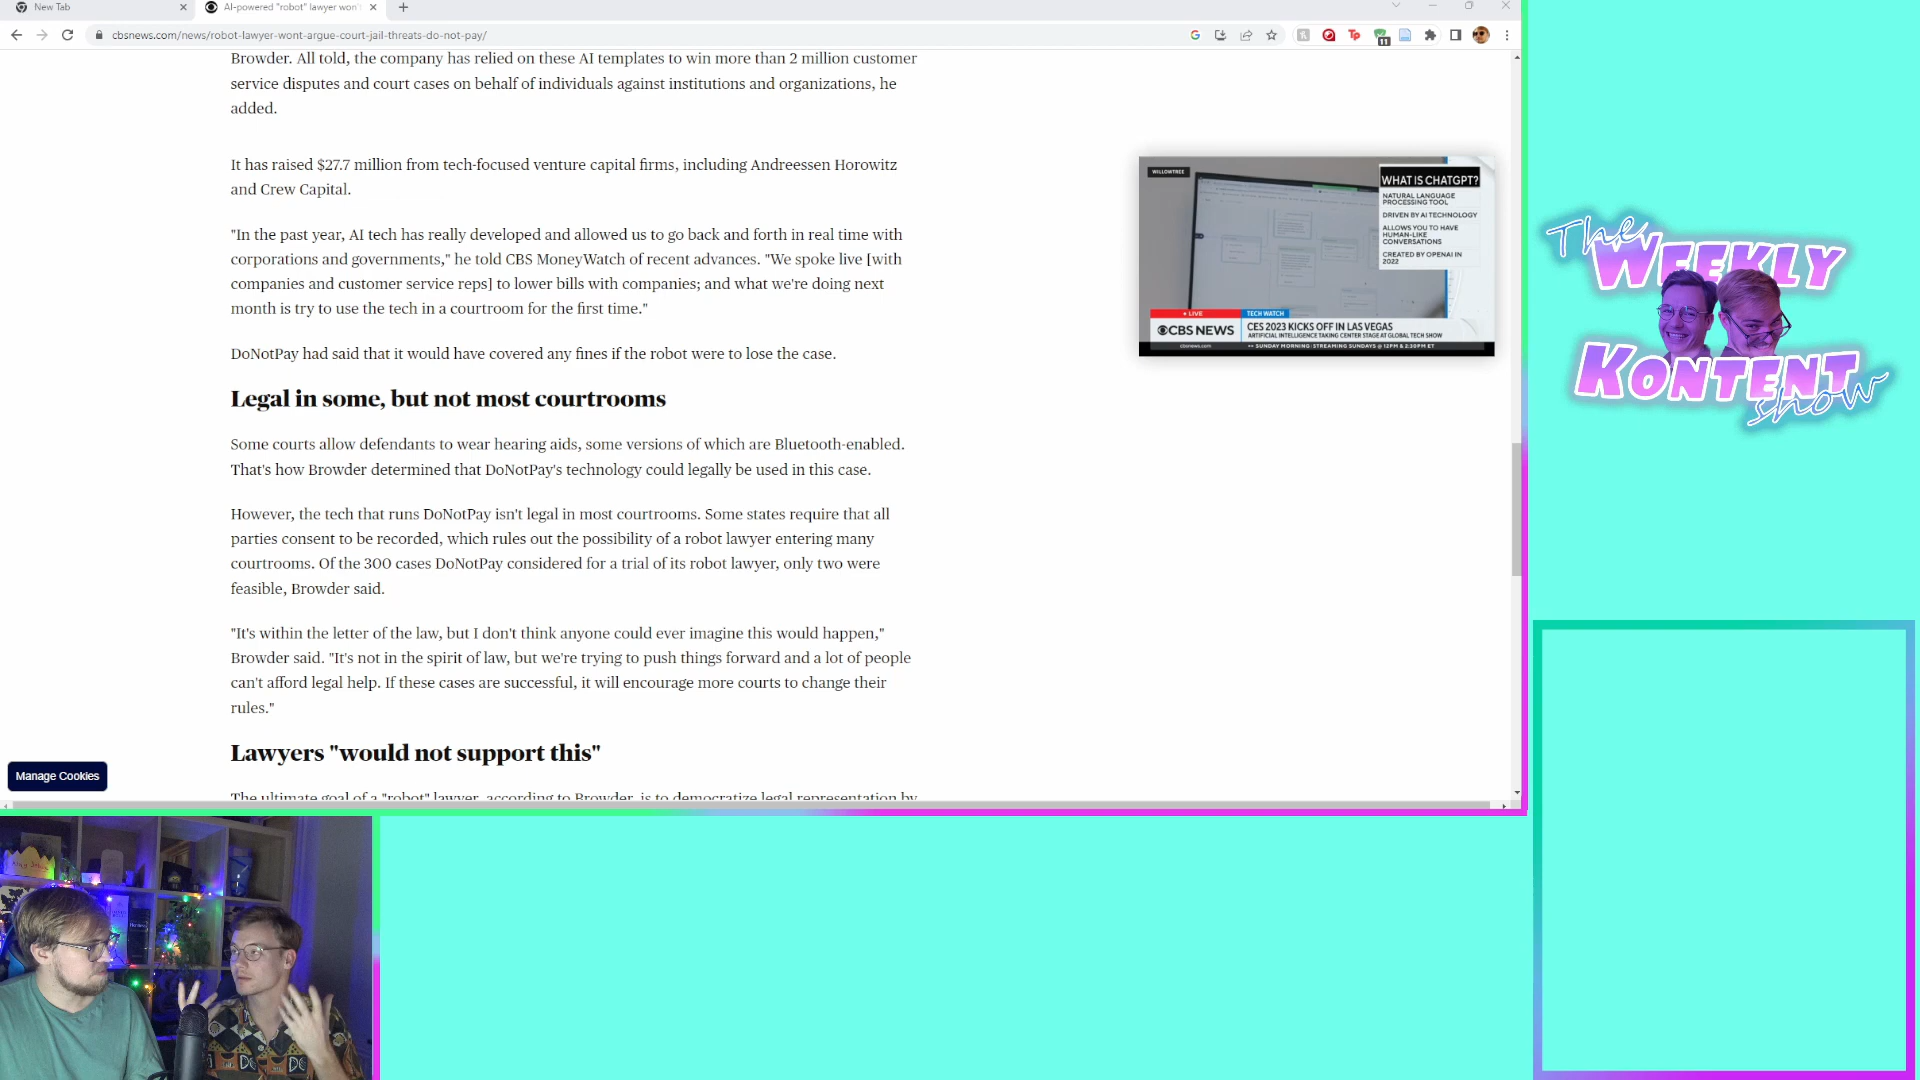 New Tab
AI-powered "robot" lawyer won'
cbsnews.com/news/robot-lawyer-wont-argue-court-jail-threats-do-not-pay/
11
Browder. All told, the company has relied on these AI templates to win more than 2 million customer
service disputes and court cases on behalf of individuals against institutions and organizations, he
added.
It has raised $27.7 million from tech-focused venture capital firms, including Andreessen Horowitz
and Crew Capital.
"In the past year, AI tech has really developed and allowed us to go back and forth in real time with
corporations and governments," he told CBS MoneyWatch of recent advances. "We spoke live [with
companies and customer service reps] to lower bills with companies; and what we're doing next
month is try to use the tech in a courtroom for the first time."
DoNotPay had said that it would have covered any fines if the robot were to lose the case.
Legal in some, but not most courtrooms
Some courts allow defendants to wear hearing aids, some versions of which are Bluetooth-enabled.
That's how Browder determined that DoNotPay's technology could legally be used in this case.
However, the tech that runs DoNotPay isn't legal in most courtrooms. Some states require that all
parties consent to be recorded, which rules out the possibility of a robot lawyer entering many
courtrooms. Of the 300 cases DoNotPay considered for a trial of its robot lawyer, only two were
feasible, Browder said.
"It's within the letter of the law, but I don't think anyone could ever imagine this would happen,"
Browder said. "It's not in the spirit of law, but we're trying to push things forward and a lot of people
can't afford legal help. If these cases are successful, it will encourage more courts to change their
rules."
Lawyers "would not support this"
The ultimate goal of a "robot" lawyer, according to Browder, is to democratize legal representation by
Manage Cookies
WILLOWTREE
WHAT IS CHATGPT?
NATURAL LANGUAGE
PROCESSING TOOL
DRIVEN BY AI TECHNOLOGY
ALLOWS YOU TO HAVE
HUMAN-LIKE
CONVERSATIONS
CREATED BY OPENAI IN
2022
LIVE
TECH WATCH
CBS NEWS
CES 2023 KICKS OFF IN LAS VEGAS
ARTIFICIAL INTELLIGENCE TAKING CENTER STAGE AT GLOBAL TECH SHOW
cbsnews.com
SUNDAY MORNING: STREAMING SUNDAYS @ 12PM & 2:30PM ET
The
WEEKLY
KONTENT
show